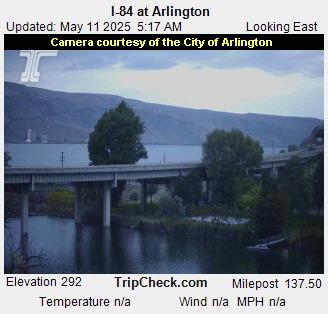 I-84 at Arlington
Updated: May 11 2025 5:17 AM Looking East
Camera courtesy of the City of Arlington
Elevation 292 TripCheck.com Milepost 137.50
Temperature n/a Wind n/a MPH n/a